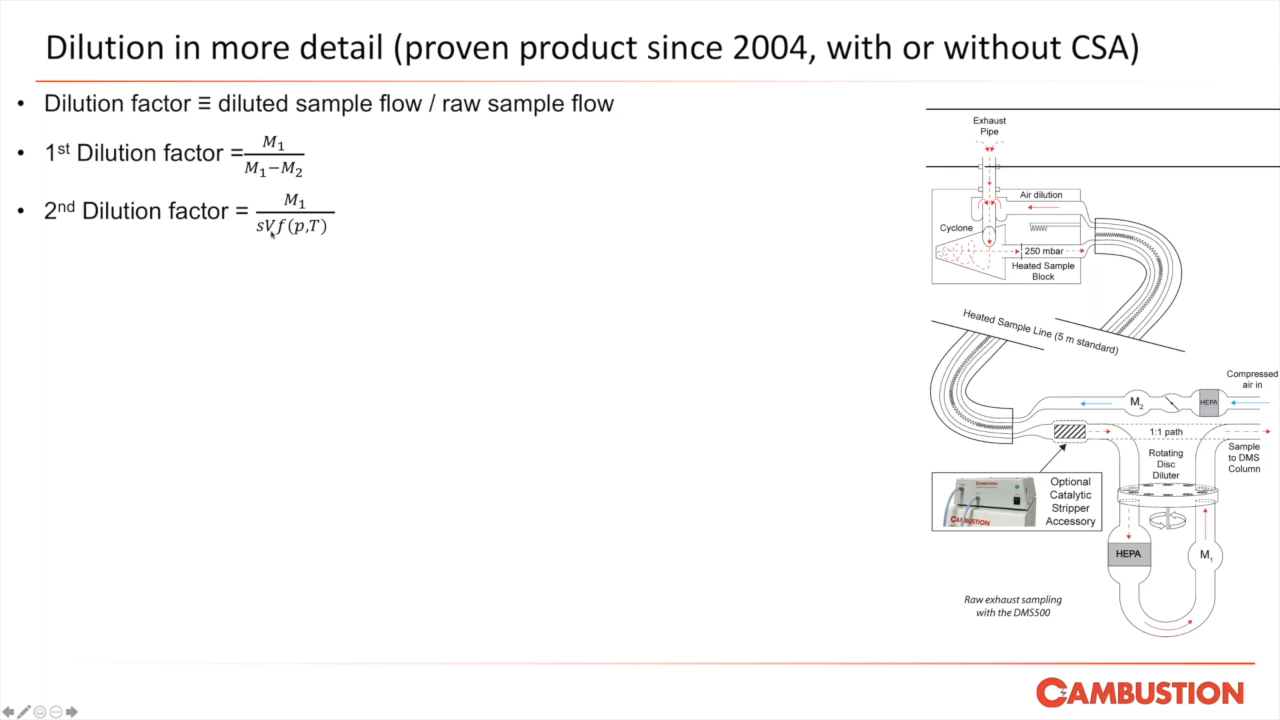 Dilution in more detail (proven product since 2004, with or without CSA)
• Dilution factor ≡ diluted sample flow / raw sample flow
• 1st Dilution factor = M₁ / (M₁−M₂)
• 2nd Dilution factor = M₁ / (sVf(p,T))
Exhaust
Pipe
Air dilution
Cyclone
250 mbar
Heated Sample
Block
Heated Sample Line (5 m standard)
Compressed
air in
M₂
HEPA
1:1 path
Sample
to DMS
Column
Rotating
Disc
Diluter
Optional
Catalytic
Stripper
Accessory
CAMBUSTION
CAMBUSTION
HEPA
M₁
Raw exhaust sampling
with the DMS500
CAMBUSTION